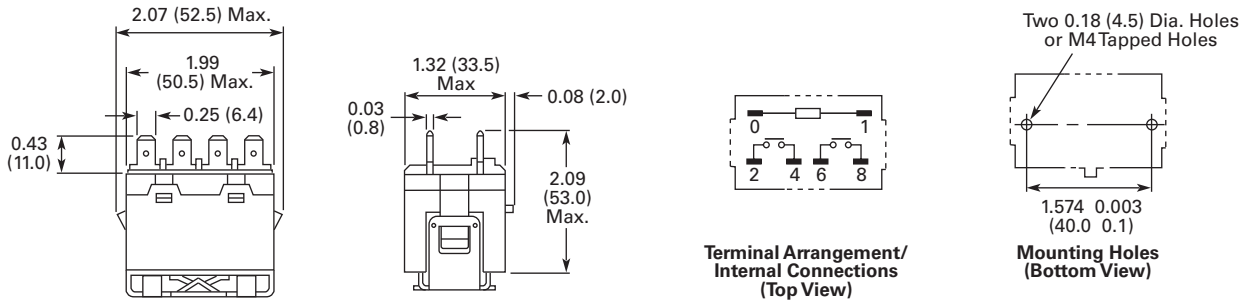 2.07 (52.5) Max.
1.99
(50.5) Max.
0.25 (6.4)
0.43
(11.0)
1.32 (33.5)
Max
0.03
(0.8)
0.08 (2.0)
2.09
(53.0)
Max.
0 1
2 4 6 8
Terminal Arrangement/
Internal Connections
(Top View)
Two 0.18 (4.5) Dia. Holes
or M4 Tapped Holes
1.574 0.003
(40.0 0.1)
Mounting Holes
(Bottom View)